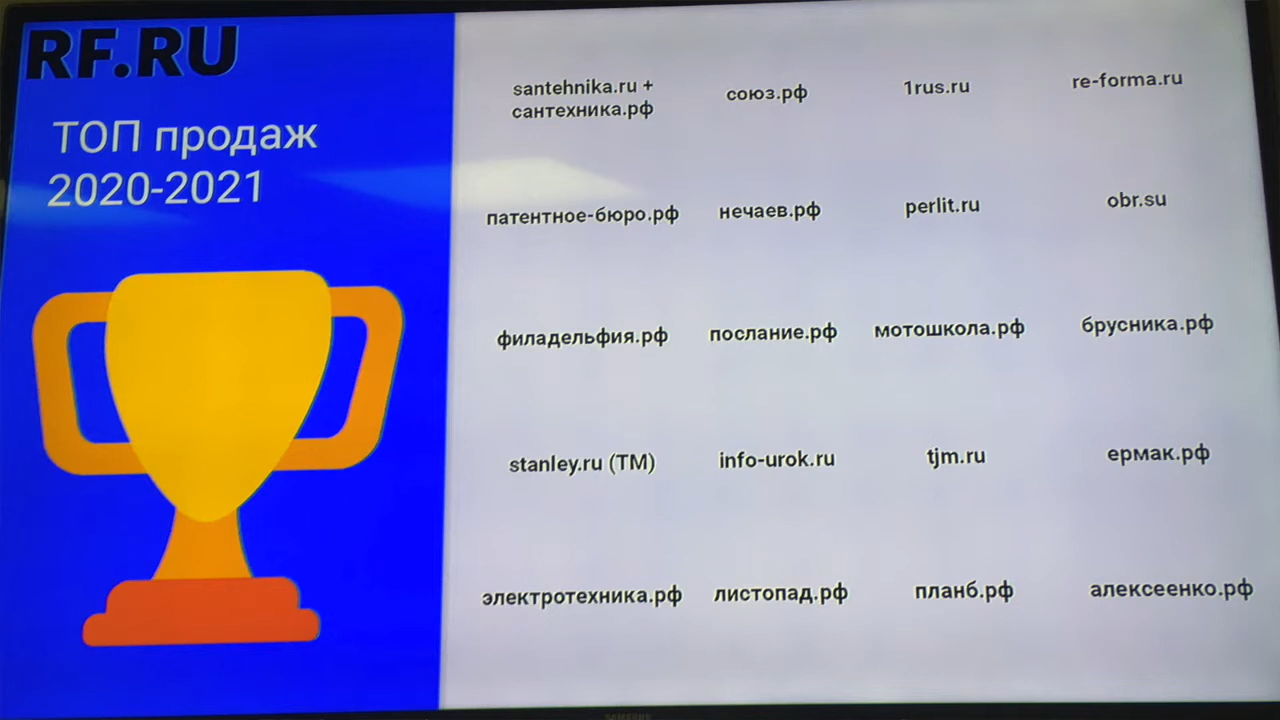 RF.RU
ТОП продаж
2020-2021
santehnika.ru +
сантехника.рф
союз.рф
1rus.ru
re-forma.ru
патентное-бюро.рф
нечаев.рф
perlit.ru
obr.su
филадельфия.рф
послание.рф
мотошкола.рф
брусника.рф
stanley.ru (TM)
info-urok.ru
tjm.ru
ермак.рф
электротехника.рф
листопад.рф
планб.рф
алексеенко.рф
SAMSUNG